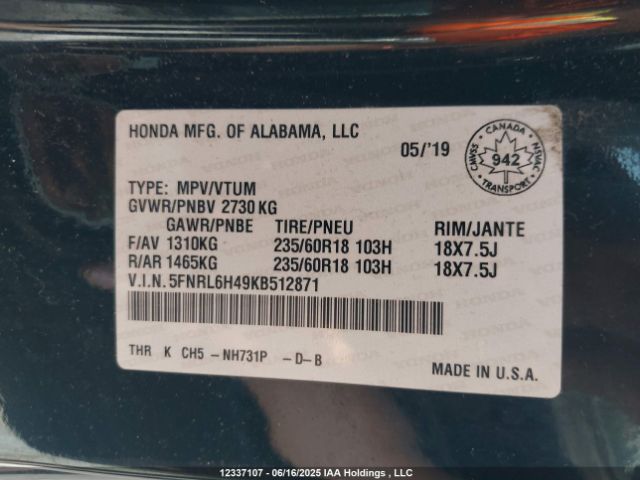 HONDA MFG. OF ALABAMA, LLC
05/'19
CANADA
CMVSS
942
NSVAC
TRANSPORT
TYPE: MPV/VTUM
GVWR/PNBV 2730 KG
GAWR/PNBE TIRE/PNEU RIM/JANTE
F/AV 1310KG 235/60R18 103H 18X7.5J
R/AR 1465KG 235/60R18 103H 18X7.5J
V.I.N. 5FNRL6H49KB512871
THR K CH5 -NH731P -D-B
MADE IN U.S.A.
12337107 - 06/16/2025 IAA Holdings , LLC